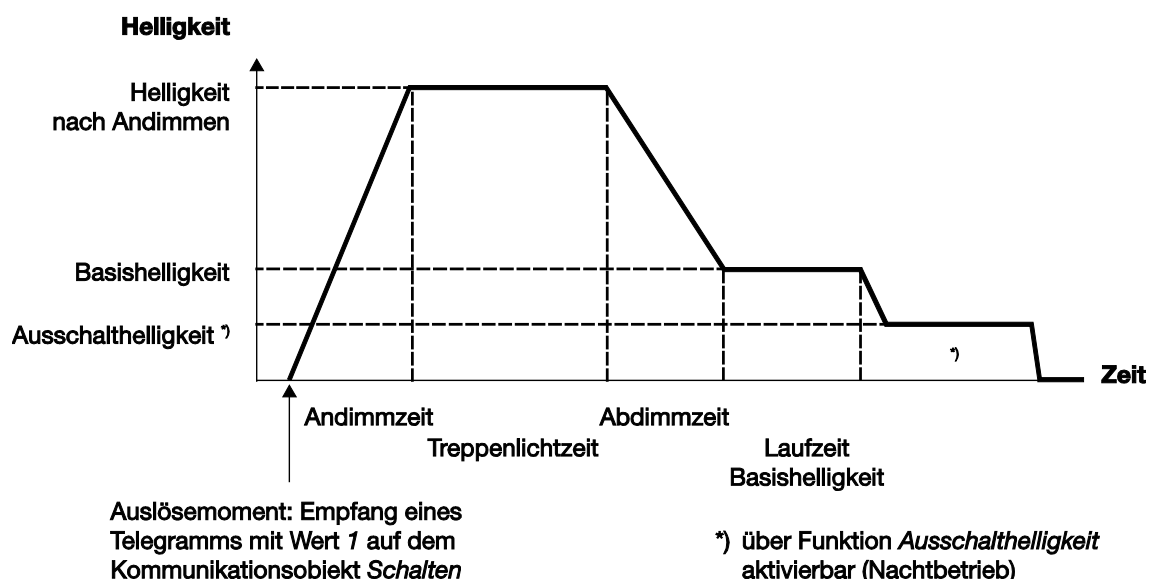 Helligkeit
Helligkeit
nach Andimmen
Basishelligkeit
Ausschalthelligkeit *)
*)
Zeit
Andimmzeit
Abdimmzeit
Treppenlichtzeit
Laufzeit
Basishelligkeit
Auslösemoment: Empfang eines
Telegramms mit Wert 1 auf dem
Kommunikationsobjekt Schalten
*) über Funktion Ausschalthelligkeit
aktivierbar (Nachtbetrieb)